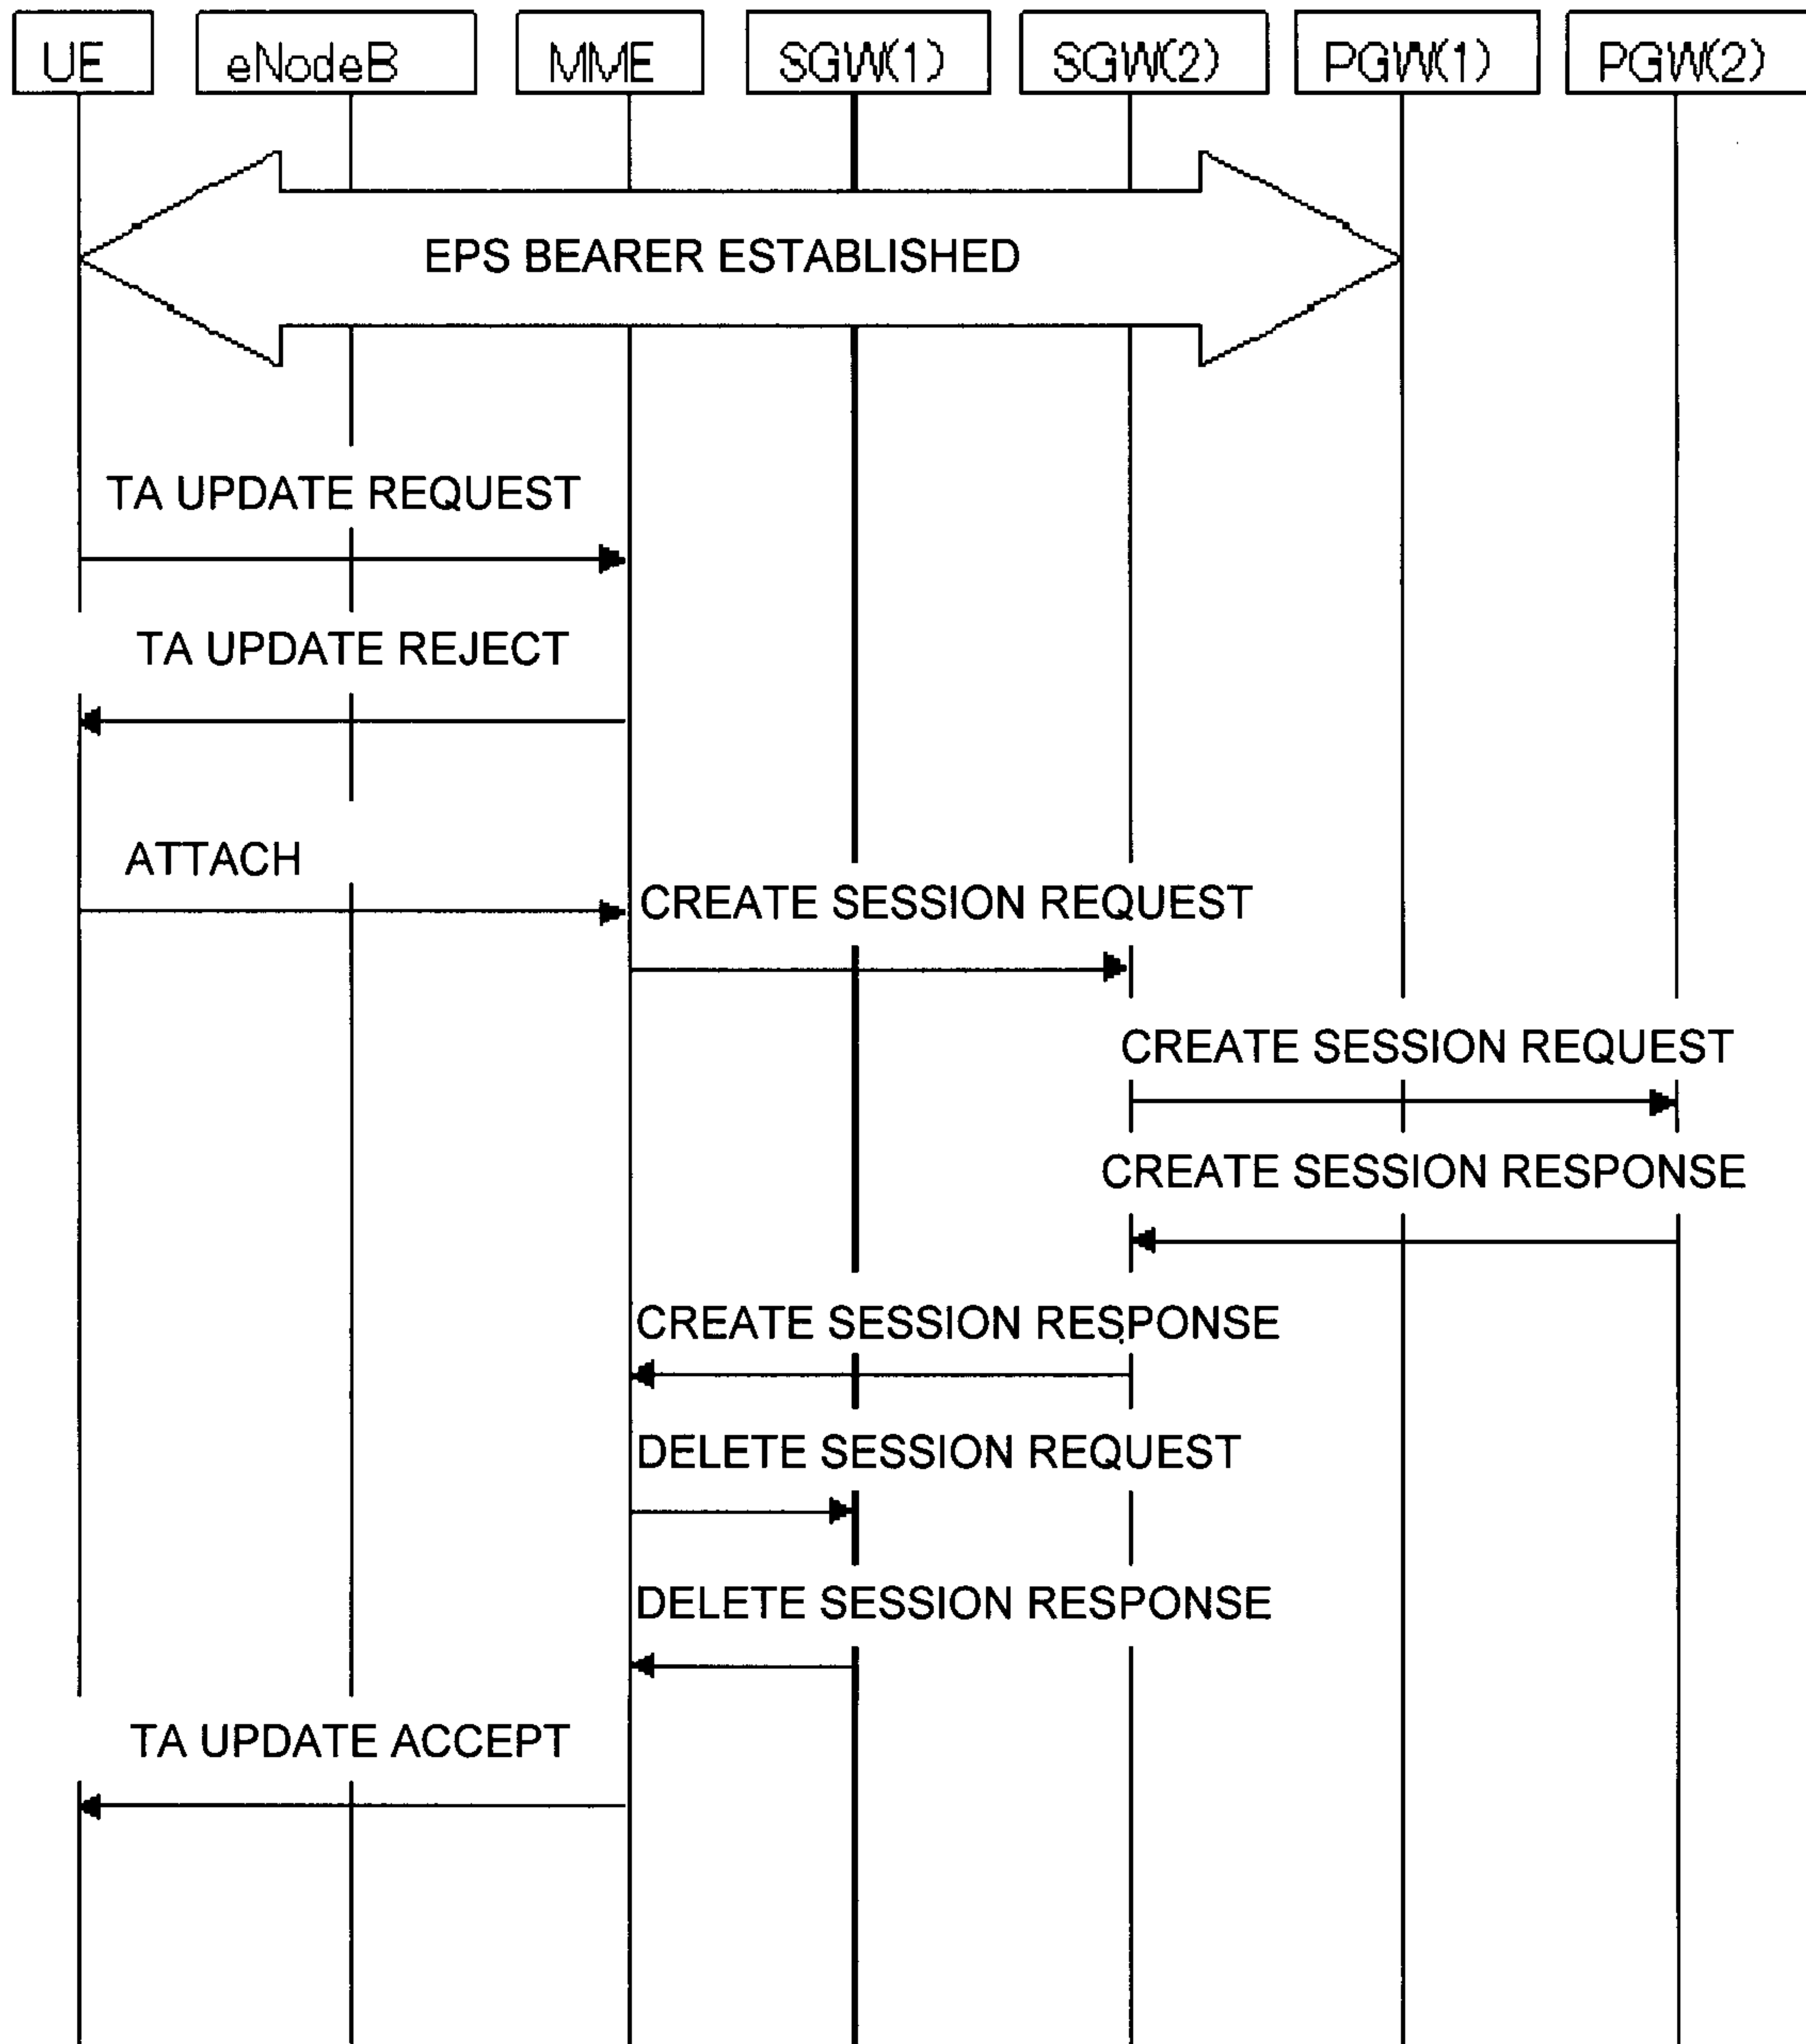 UE eNodeB MME SGW(1) SGW(2) PGW(1) PGW(2)
EPS BEARER ESTABLISHED
TA UPDATE REQUEST
TA UPDATE REJECT
ATTACH
CREATE SESSION REQUEST
CREATE SESSION REQUEST
CREATE SESSION RESPONSE
CREATE SESSION RESPONSE
DELETE SESSION REQUEST
DELETE SESSION RESPONSE
TA UPDATE ACCEPT